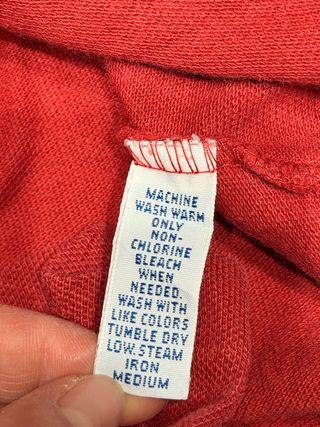 MACHINE
WASH WARM
ONLY
NON-
CHLORINE
BLEACH
WHEN
NEEDED.
WASH WITH
LIKE COLORS
TUMBLE DRY
LOW. STEAM
IRON
MEDIUM